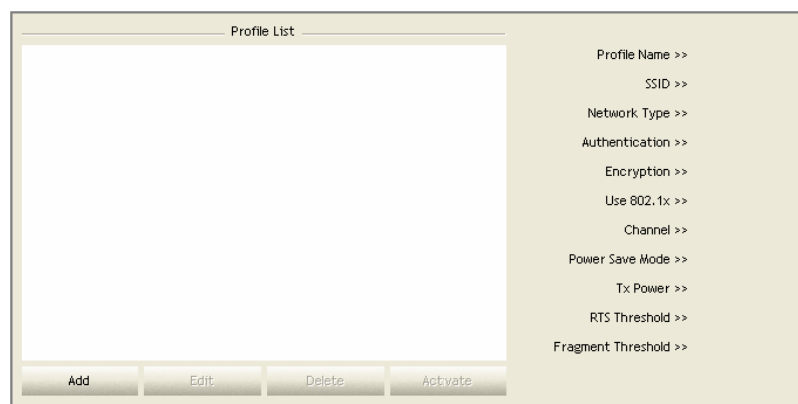 Profile List
Profile Name >>
SSID >>
Network Type >>
Authentication >>
Encryption >>
Use 802.1x >>
Channel >>
Power Save Mode >>
Tx Power >>
RTS Threshold >>
Fragment Threshold >>
Add Edit Delete Activate